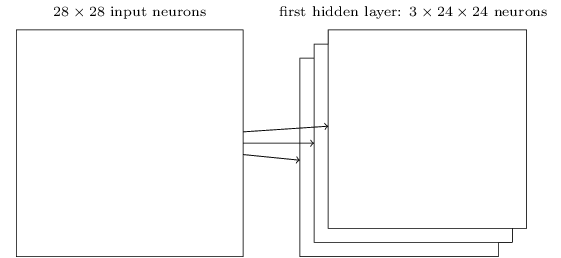 28 × 28 input neurons
first hidden layer: 3 × 24 × 24 neurons